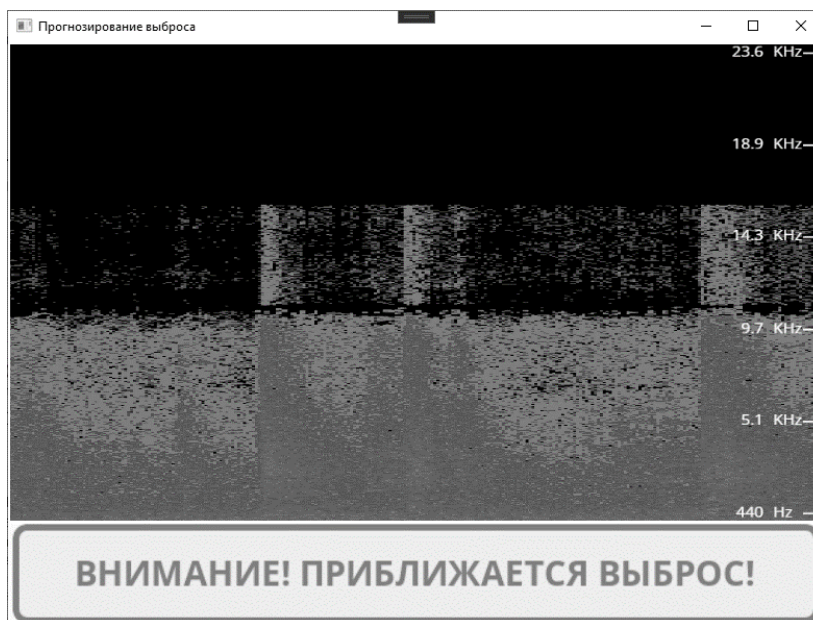 Прогнозирование выброса
23.6 KHz
18.9 KHz
14.3 KHz
9.7 KHz
5.1 KHz
440 Hz
ВНИМАНИЕ! ПРИБЛИЖАЕТСЯ ВЫБРОС!